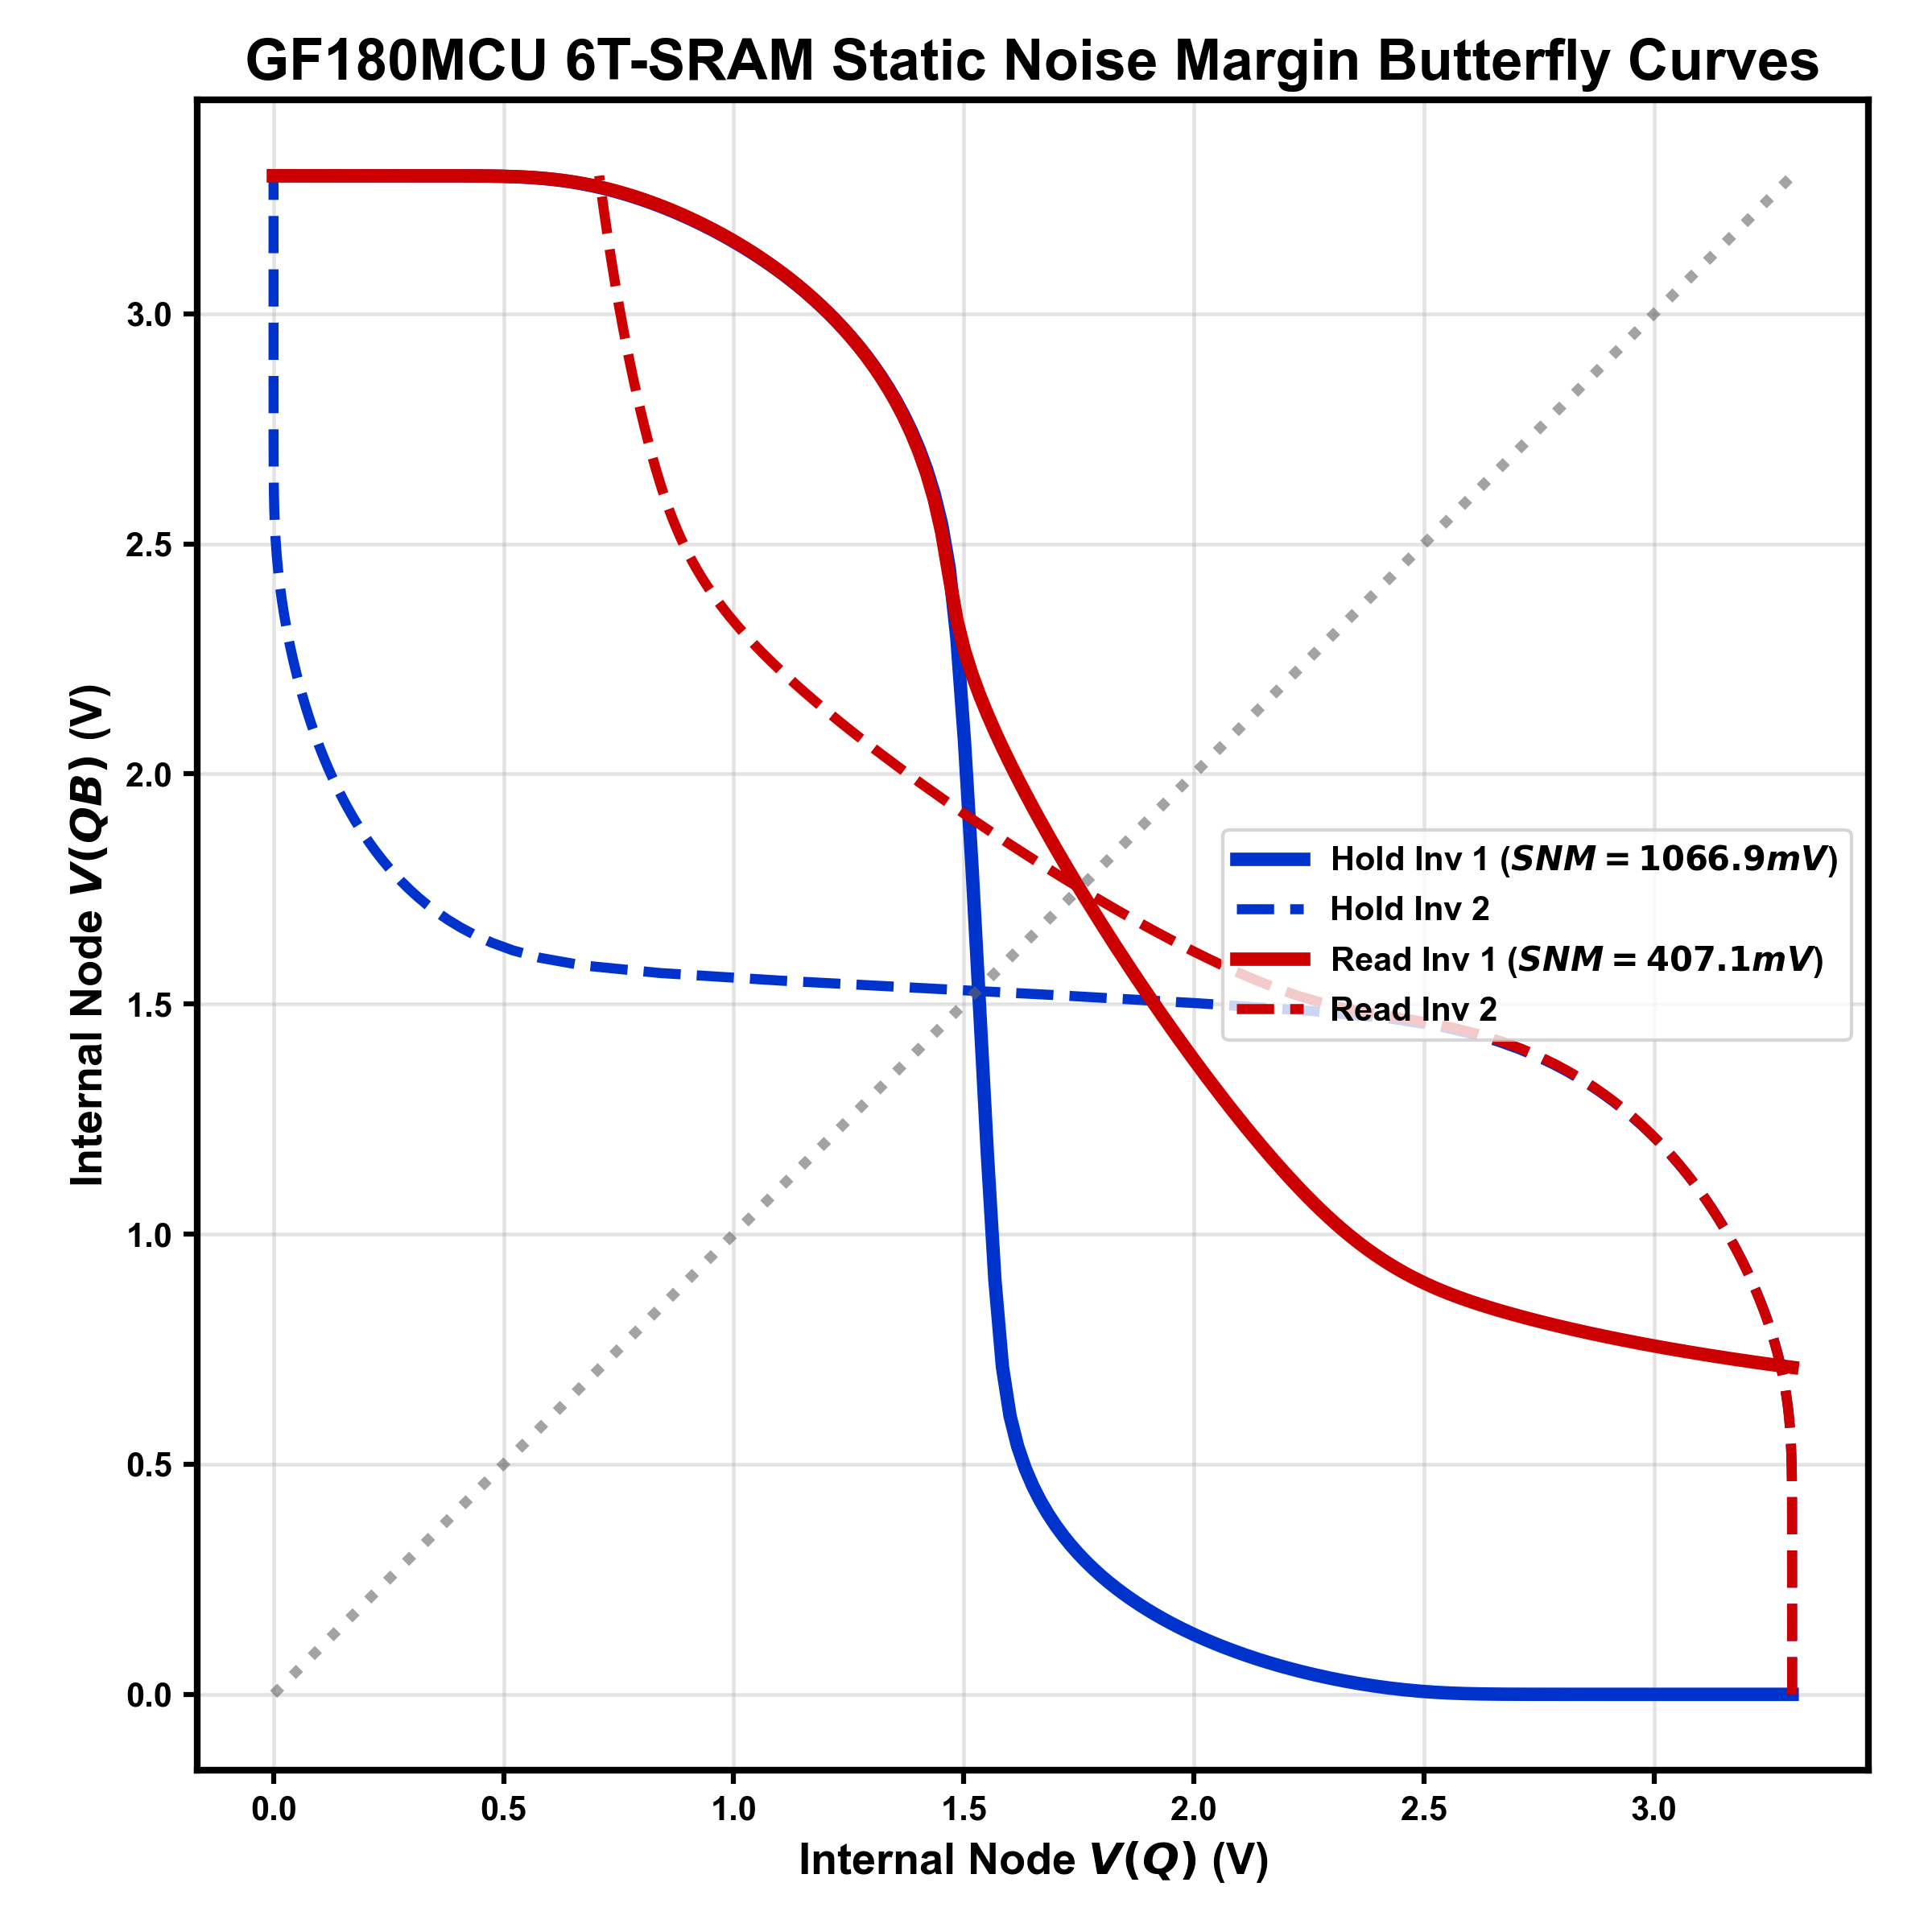 GF180MCU 6T-SRAM Static Noise Margin Butterfly Curves
Internal Node V(QB) (V)
3.0
2.5
2.0
1.5
1.0
0.5
0.0
Hold Inv 1 (SNM = 1066.9mV)
Hold Inv 2
Read Inv 1 (SNM = 407.1mV)
Read Inv 2
0.0 0.5 1.0 1.5 2.0 2.5 3.0
Internal Node V(Q) (V)